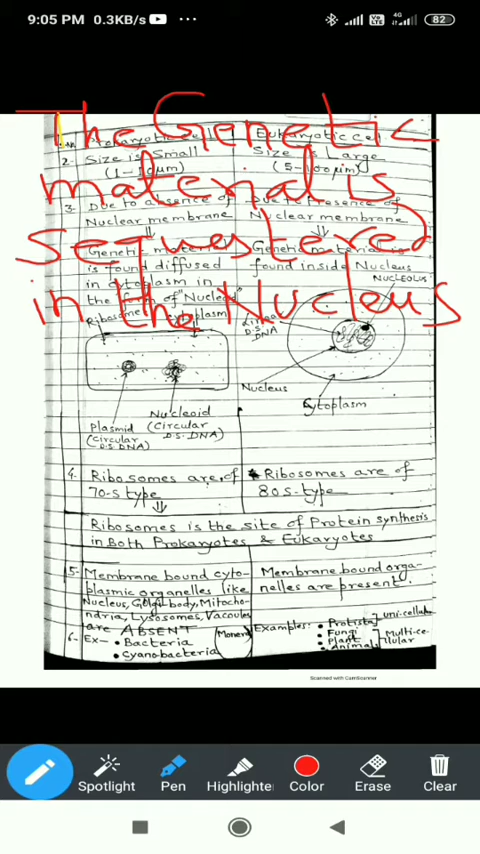 9:05 PM 0.3KB/s
4G
VoLTE
82
The Genetic
material is
sequestered
in the Nucleus
Prokaryotic cell
Eukaryotic cell
2. Size is Small
(1-10µm)
Size is Large
(5-100µm)
3. Due to absence of
Nuclear membrane
Due to presence of
Nuclear membrane
Genetic material
is found diffused
in cytoplasm in
the form of "Nucleoid"
Genetic material is
found inside Nucleus
NUCLEOLUS
Ribosome
Cytoplasm
D.S. DNA
Nucleus
Cytoplasm
Plasmid
(Circular
D.S. DNA)
Nucleoid
(Circular
D.S. DNA)
4. Ribosomes are of
70-S type
Ribosomes are of
80S-type
Ribosomes is the site of Protein synthesis
in Both Prokaryotes & Eukaryotes
5- Membrane bound cyto-
plasmic organelles like
Nucleus, Golgi body, Mitocho-
ndria, Lysosomes, Vacuoles
are ABSENT
Membrane bound orga-
nelles are present.
6- Ex- • Bacteria
• Cyanobacteria
Monera
Examples: • Protista
• Fungi
• Plant
• Animals
uni-cellular
Multi-ce-
llular
Scanned with CamScanner
Spotlight
Pen
Highlighte
Color
Erase
Clear